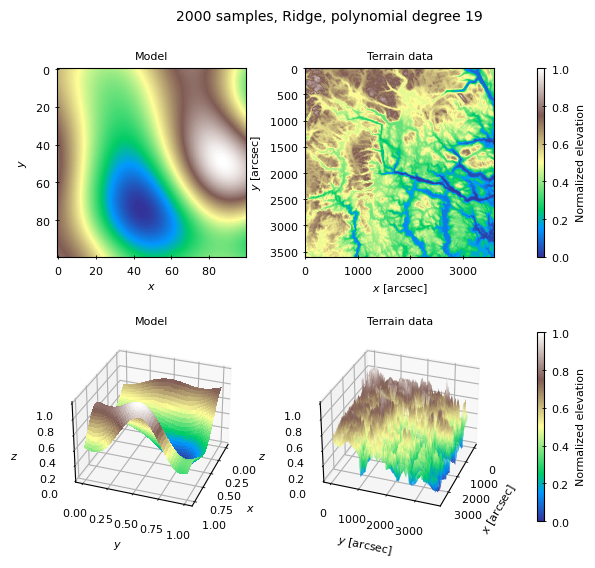 2000 samples, Ridge, polynomial degree 19
Model
0
20
40
60
80
y
0 20 40 60 80
x
Terrain data
0
500
1000
1500
2000
2500
3000
3500
y [arcsec]
0 1000 2000 3000
x [arcsec]
1.0
0.8
0.6
0.4
0.2
0.0
Normalized elevation
Model
1.0
0.8
0.6
0.4
0.2
0.0
z
0.00 0.25 0.50 0.75 1.00
y
0.00
0.25
0.50
0.75
1.00
x
Terrain data
1.0
0.8
0.6
0.4
0.2
0.0
z
0 1000 2000 3000
y [arcsec]
0
1000
2000
3000
x [arcsec]
1.0
0.8
0.6
0.4
0.2
0.0
Normalized elevation